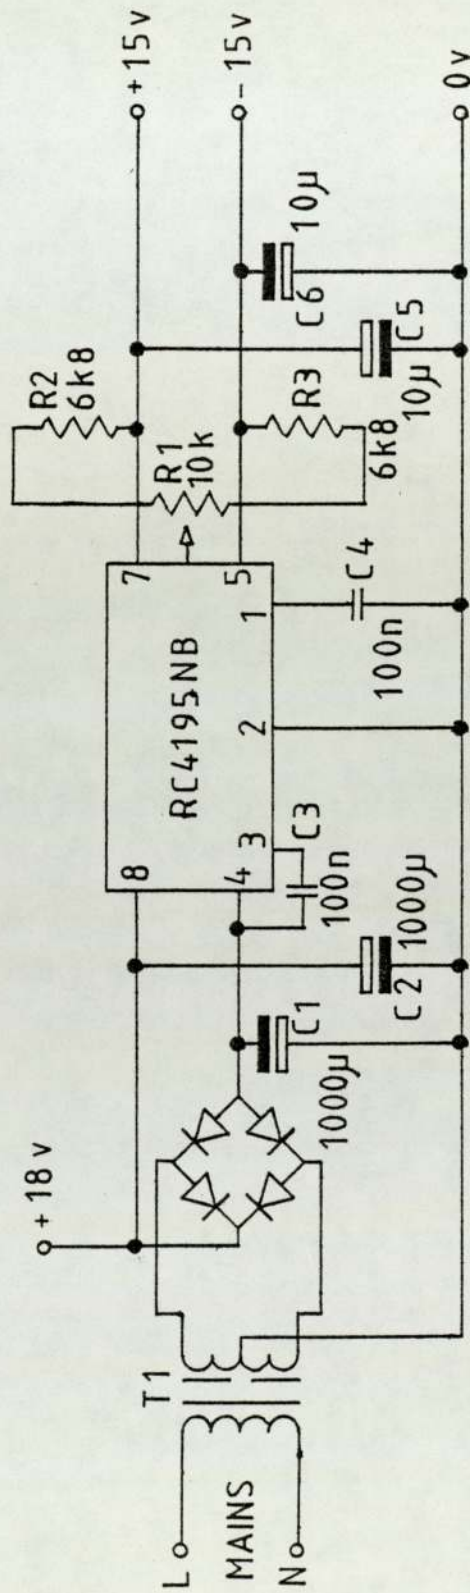 +18v
L
MAINS
N
T1
8
RC4195NB
7
4
3
2
1
5
C1
1000µ
C2
1000µ
C3
100n
C4
100n
R1
10k
R2
6k8
R3
6k8
C5
10µ
C6
10µ
+15v
-15v
0v